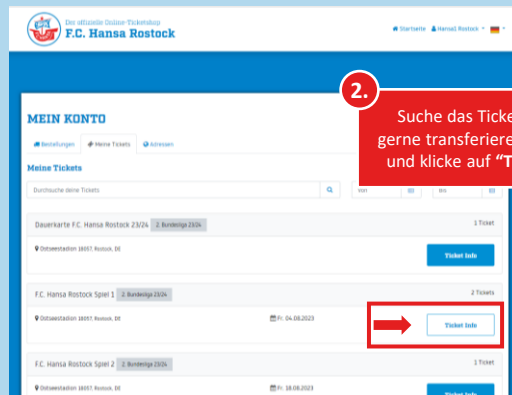 Der offizielle Online-Ticketshop
F.C. Hansa Rostock
Startseite Hansa1 Rostock
2.
Suche das Ticke
gerne transferiere
und klicke auf “T
MEIN KONTO
Bestellungen Meine Tickets Adressen
Meine Tickets
Durchsuche deine Tickets Von Bis
Dauerkarte F.C. Hansa Rostock 23/24 2. Bundesliga 23/24 1 Ticket
Ostseestadion 18057, Rostock, DE
Ticket Info
F.C. Hansa Rostock Spiel 1 2. Bundesliga 23/24 2 Tickets
Ostseestadion 18057, Rostock, DE Fr. 04.08.2023
Ticket Info
F.C. Hansa Rostock Spiel 2 2. Bundesliga 23/24 1 Ticket
Ostseestadion 18057, Rostock, DE Fr. 18.08.2023
Ticket Info